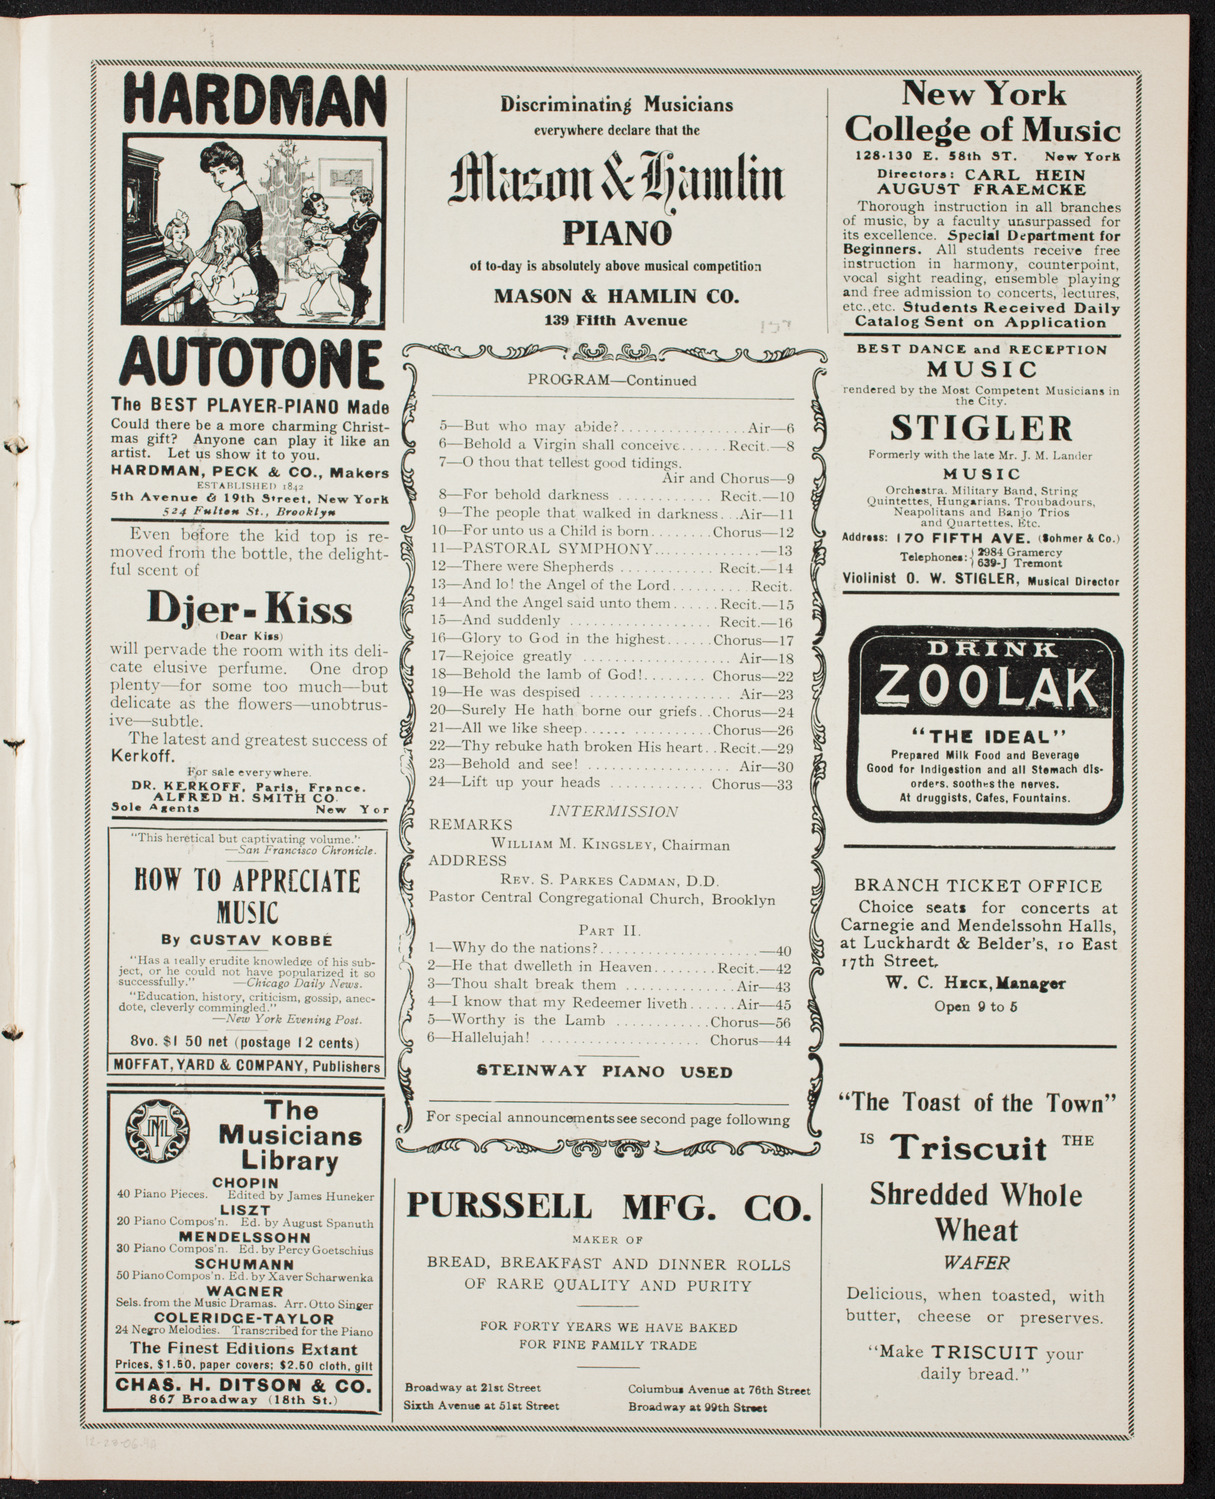 HARDMAN
AUTOTONE
The BEST PLAYER-PIANO Made
Could there be a more charming Christ-
mas gift? Anyone can play it like an
artist. Let us show it to you.
HARDMAN, PECK & CO., Makers
ESTABLISHED 1842
5th Avenue & 19th Street, New York
524 Fulton St., Brooklyn
Even before the kid top is re-
moved from the bottle, the delight-
ful scent of
Djer-Kiss
(Dear Kiss)
will pervade the room with its deli-
cate elusive perfume. One drop
plenty—for some too much—but
delicate as the flowers—unobtrus-
ive—subtle.
The latest and greatest success of
Kerkoff.
For sale everywhere.
DR. KERKOFF, Paris, France.
ALFRED H. SMITH CO.
Sole Agents New Yor
"This heretical but captivating volume."
—San Francisco Chronicle.
HOW TO APPRECIATE
MUSIC
By GUSTAV KOBBÉ
"Has a really erudite knowledge of his sub-
ject, or he could not have popularized it so
successfully." —Chicago Daily News.
"Education, history, criticism, gossip, anec-
dote, cleverly commingled."
—New York Evening Post.
8vo. $1 50 net (postage 12 cents)
MOFFAT, YARD & COMPANY, Publishers
The
Musicians
Library
CHOPIN
40 Piano Pieces. Edited by James Huneker
LISZT
20 Piano Compos'n. Ed. by August Spanuth
MENDELSSOHN
30 Piano Compos'n. Ed. by Percy Goetschius
SCHUMANN
50 Piano Compos'n. Ed. by Xaver Scharwenka
WAGNER
Sels. from the Music Dramas. Arr. Otto Singer
COLERIDGE-TAYLOR
24 Negro Melodies. Transcribed for the Piano
The Finest Editions Extant
Prices, $1.50, paper covers; $2.50 cloth, gilt
CHAS. H. DITSON & CO.
867 Broadway (18th St.)
Discriminating Musicians
everywhere declare that the
Mason & Hamlin
PIANO
of to-day is absolutely above musical competition
MASON & HAMLIN CO.
139 Fifth Avenue
PROGRAM—Continued
5—But who may abide?................Air—6
6—Behold a Virgin shall conceive......Recit.—8
7—O thou that tellest good tidings.
Air and Chorus—9
8—For behold darkness ............ Recit.—10
9—The people that walked in darkness...Air—11
10—For unto us a Child is born........Chorus—12
11—PASTORAL SYMPHONY..............—13
12—There were Shepherds ............ Recit.—14
13—And lo! the Angel of the Lord......... Recit.
14—And the Angel said unto them......Recit.—15
15—And suddenly .................... Recit.—16
16—Glory to God in the highest......Chorus—17
17—Rejoice greatly ................... Air—18
18—Behold the lamb of God!........ Chorus—22
19—He was despised .................. Air—23
20—Surely He hath borne our griefs..Chorus—24
21—All we like sheep...... ...........Chorus—26
22—Thy rebuke hath broken His heart..Recit.—29
23—Behold and see! .................. Air—30
24—Lift up your heads ............ Chorus—33
INTERMISSION
REMARKS
WILLIAM M. KINGSLEY, Chairman
ADDRESS
REV. S. PARKES CADMAN, D.D.
Pastor Central Congregational Church, Brooklyn
PART II.
1—Why do the nations?.....................—40
2—He that dwelleth in Heaven........Recit.—42
3—Thou shalt break them ..............Air—43
4—I know that my Redeemer liveth ......Air—45
5—Worthy is the Lamb ............Chorus—56
6—Hallelujah! .................... Chorus—44
STEINWAY PIANO USED
For special announcements see second page following
PURSSELL MFG. CO.
MAKER OF
BREAD, BREAKFAST AND DINNER ROLLS
OF RARE QUALITY AND PURITY
FOR FORTY YEARS WE HAVE BAKED
FOR FINE FAMILY TRADE
Broadway at 21st Street Columbus Avenue at 76th Street
Sixth Avenue at 51st Street Broadway at 99th Street
New York
College of Music
128-130 E. 58th ST. New York
Directors: CARL HEIN
AUGUST FRAEMCKE
Thorough instruction in all branches
of music, by a faculty unsurpassed for
its excellence. Special Department for
Beginners. All students receive free
instruction in harmony, counterpoint,
vocal sight reading, ensemble playing
and free admission to concerts, lectures,
etc.,etc. Students Received Daily
Catalog Sent on Application
BEST DANCE and RECEPTION
MUSIC
rendered by the Most Competent Musicians in
the City.
STIGLER
Formerly with the late Mr. J. M. Lander
MUSIC
Orchestra, Military Band, String
Quintettes, Hungarians, Troubadours,
Neapolitans and Banjo Trios
and Quartettes, Etc.
Address: 170 FIFTH AVE. (Sohmer & Co.)
Telephones: { 2984 Gramercy
639-J Tremont
Violinist O. W. STIGLER, Musical Director
DRINK
ZOOLAK
"THE IDEAL"
Prepared Milk Food and Beverage
Good for Indigestion and all Stomach dis-
orders, soothes the nerves.
At druggists, Cafes, Fountains.
BRANCH TICKET OFFICE
Choice seats for concerts at
Carnegie and Mendelssohn Halls,
at Luckhardt & Belder's, 10 East
17th Street.
W. C. HECK, Manager
Open 9 to 5
"The Toast of the Town"
IS Triscuit THE
Shredded Whole
Wheat
WAFER
Delicious, when toasted, with
butter, cheese or preserves.
"Make TRISCUIT your
daily bread."